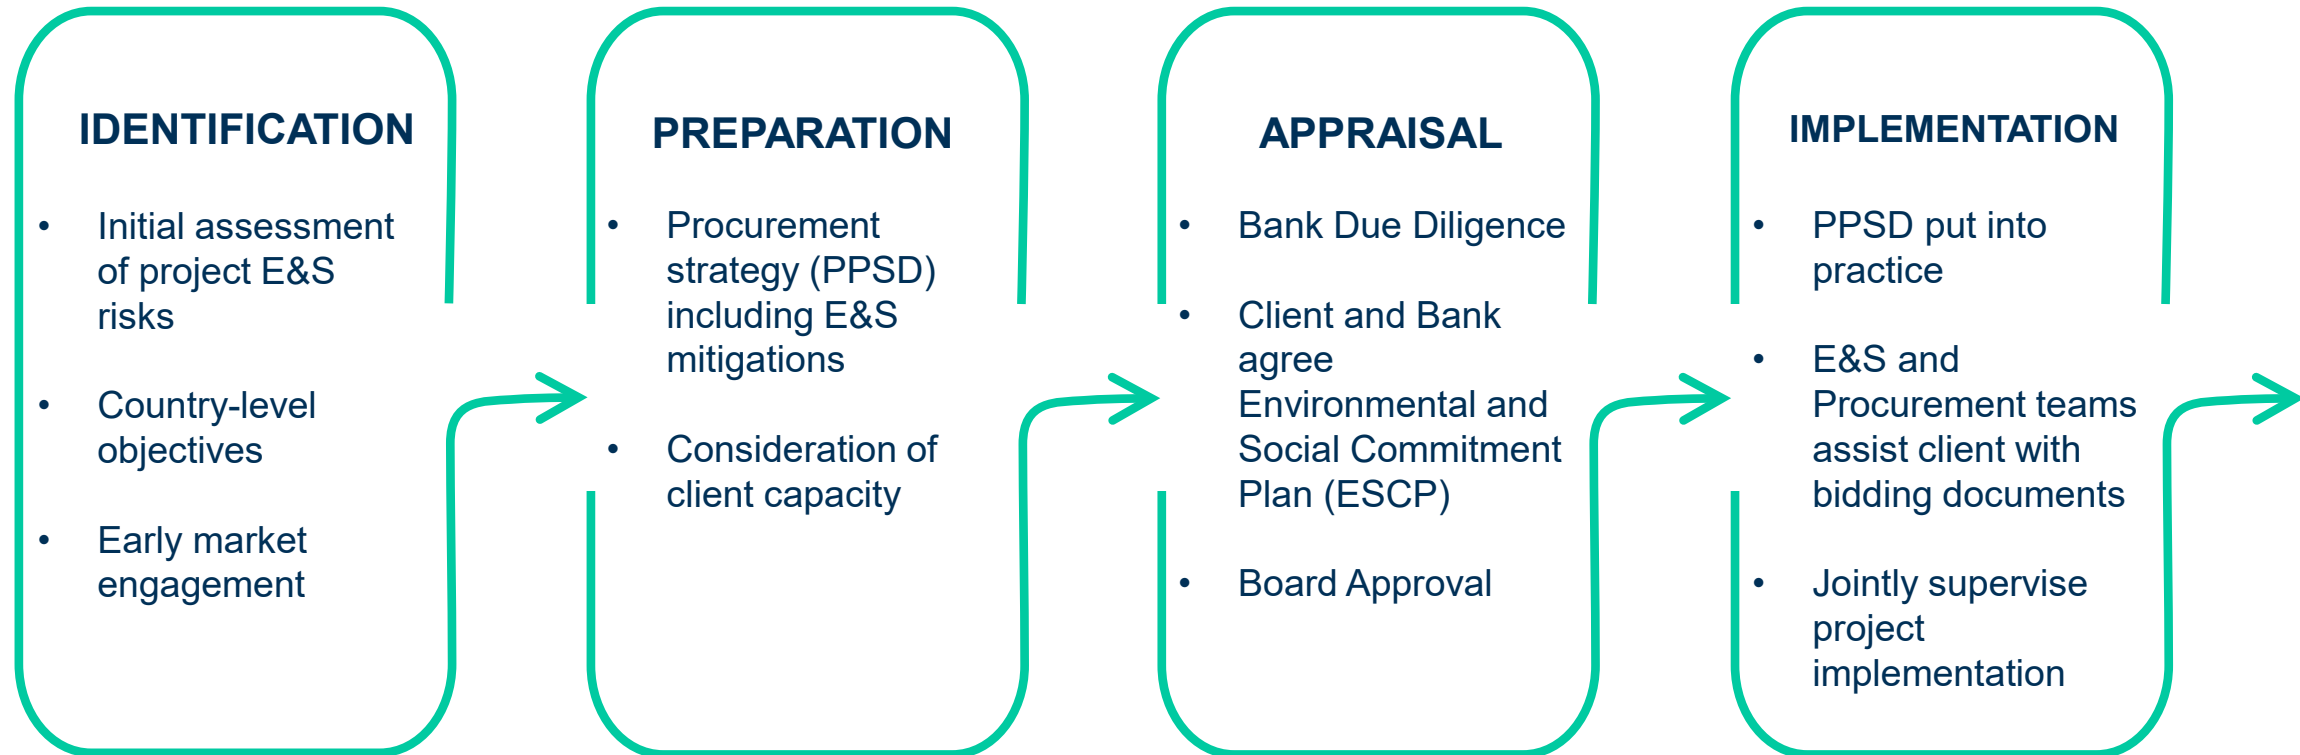 IDENTIFICATION
• Initial assessment
of project E&S
risks
• Country-level
objectives
• Early market
engagement
PREPARATION
• Procurement
strategy (PPSD)
including E&S
mitigations
• Consideration of
client capacity
APPRAISAL
• Bank Due Diligence
• Client and Bank
agree
Environmental and
Social Commitment
Plan (ESCP)
• Board Approval
IMPLEMENTATION
• PPSD put into
practice
• E&S and
Procurement teams
assist client with
bidding documents
• Jointly supervise
project
implementation